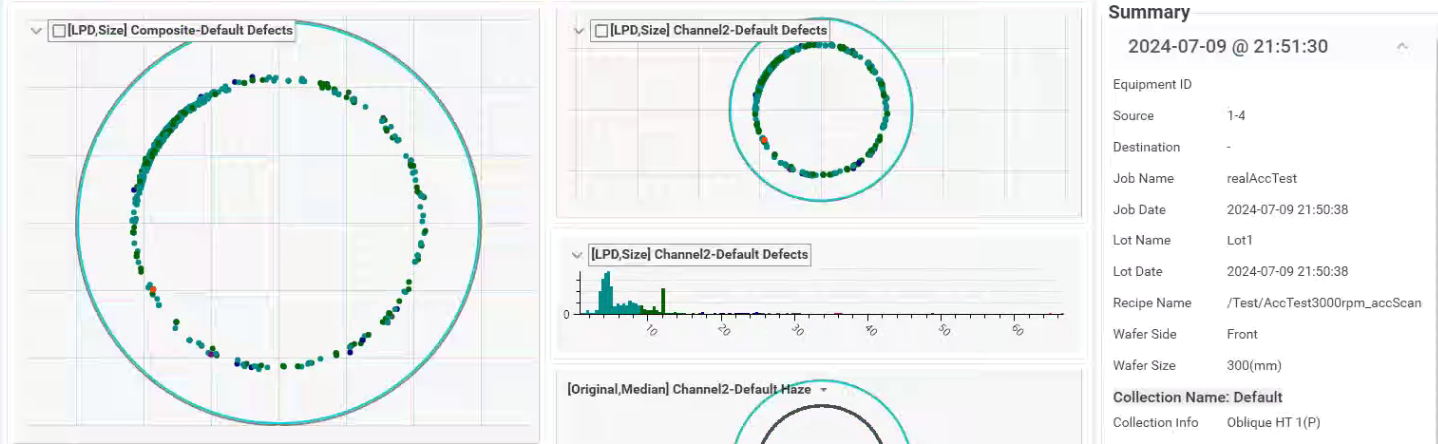 [LPD,Size] Composite-Default Defects
[LPD,Size] Channel2-Default Defects
[LPD,Size] Channel2-Default Defects
0
10 20 30 40 50 60
[Original,Median] Channel2-Default Haze
Summary
2024-07-09 @ 21:51:30
Equipment ID
Source 1-4
Destination -
Job Name realAccTest
Job Date 2024-07-09 21:50:38
Lot Name Lot1
Lot Date 2024-07-09 21:50:38
Recipe Name /Test/AccTest3000rpm_accScan
Wafer Side Front
Wafer Size 300(mm)
Collection Name: Default
Collection Info Oblique HT 1(P)